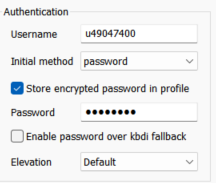 Authentication
Username u49047400
Initial method password
Store encrypted password in profile
Password ••••••••
Enable password over kbdi fallback
Elevation Default